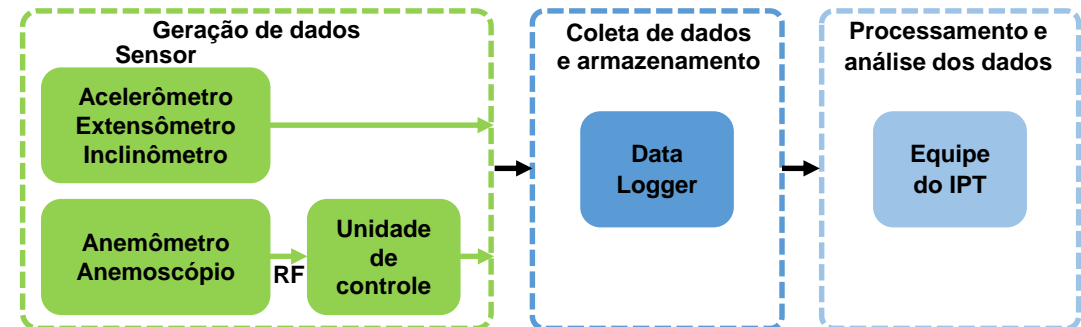 Geração de dados
Sensor
Acelerômetro
Extensômetro
Inclinômetro
Anemômetro
Anemoscópio
RF
Unidade
de
controle
Coleta de dados
e armazenamento
Data
Logger
Processamento e
análise dos dados
Equipe
do IPT